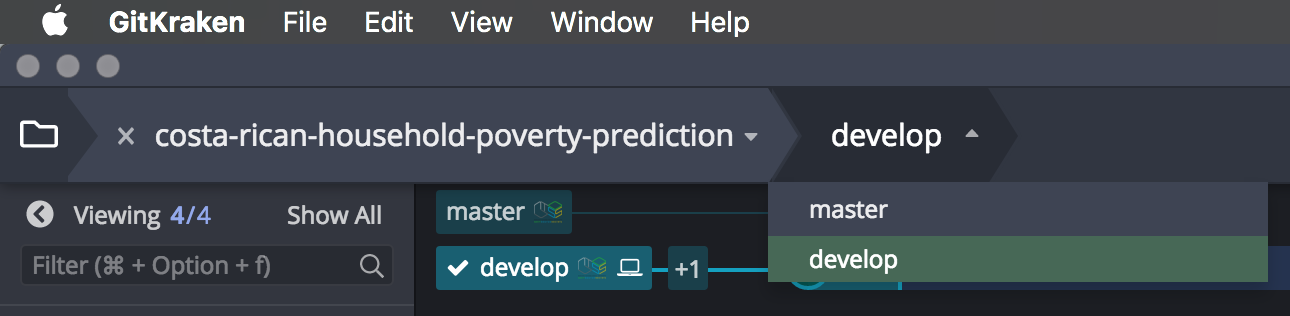 GitKraken File Edit View Window Help
costa-rican-household-poverty-prediction develop
Viewing 4/4 Show All
master
master
Filter (⌘ + Option + f)
develop +1
develop